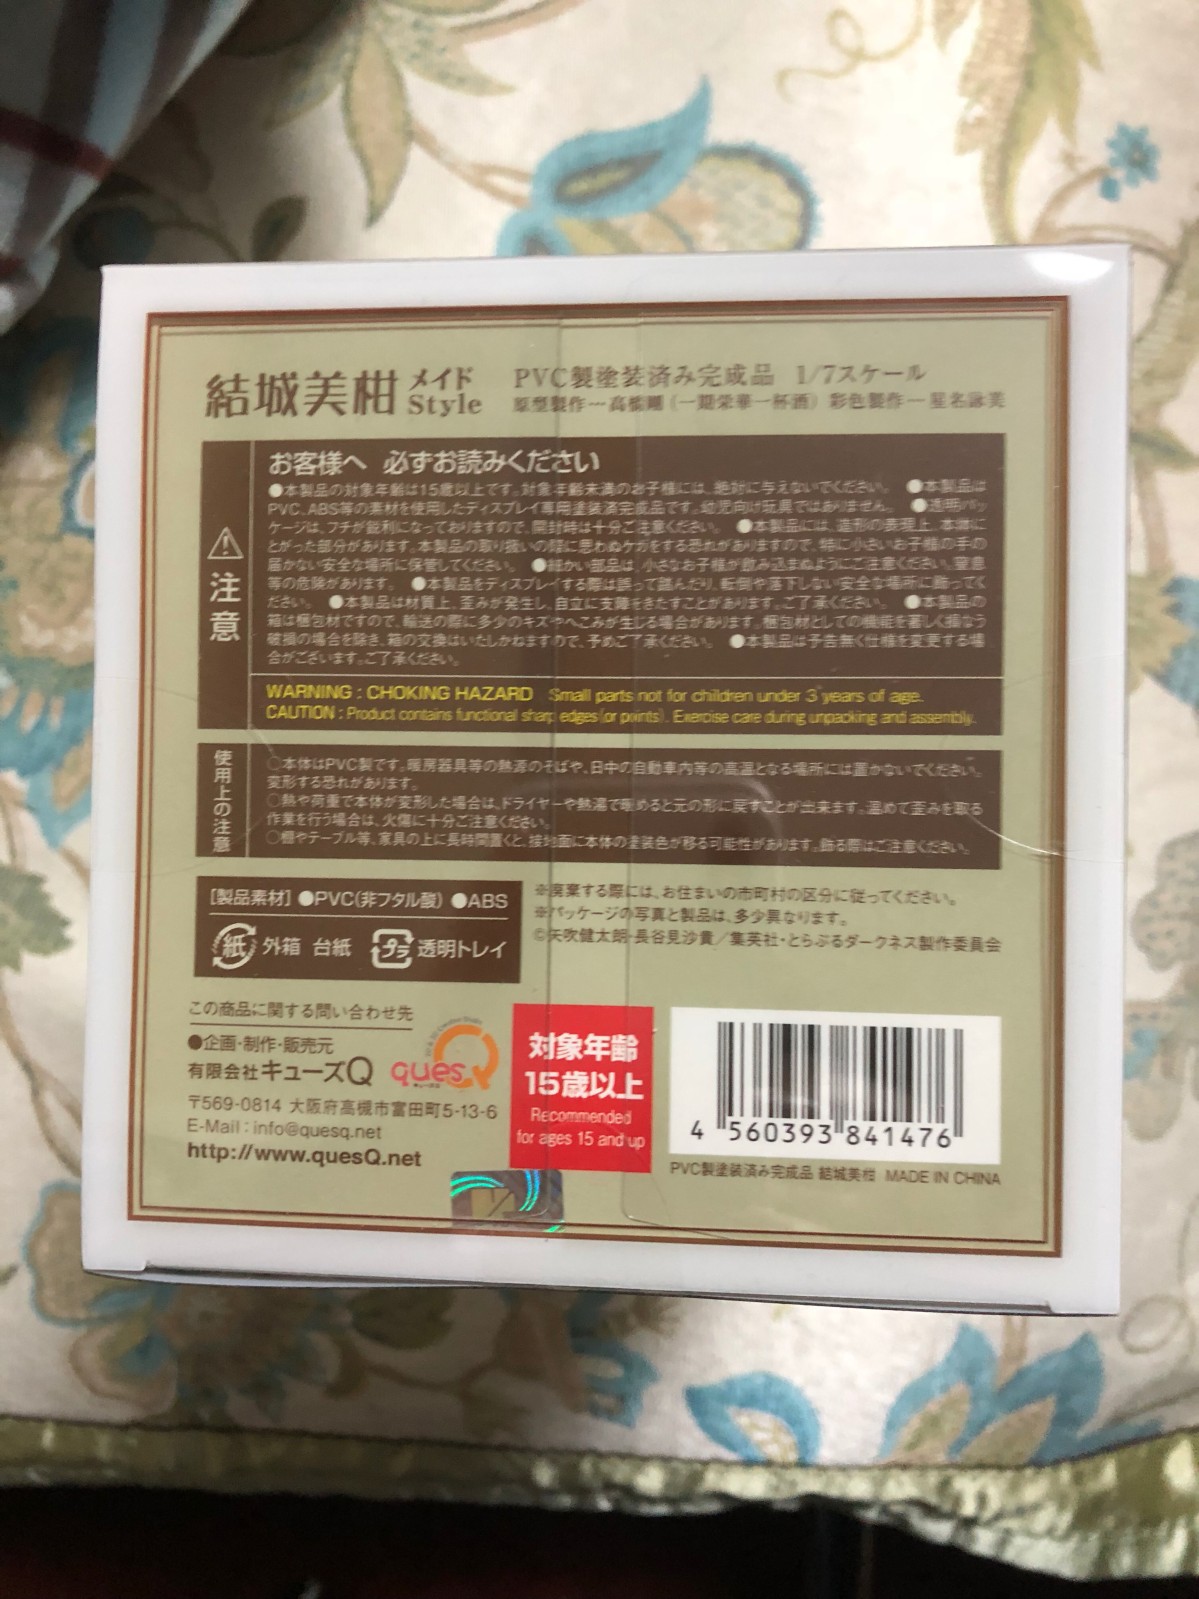 結城美柑 メイド Style
PVC製塗装済み完成品 1/7スケール
原型製作ー高橋剛(一期栄華一杯酒) 彩色製作ー星名詠美
注意
お客様へ 必ずお読みください
●本製品の対象年齢は15歳以上です。対象年齢未満のお子様には、絶対に与えないでください。 ●本製品は
PVC、ABS等の素材を使用したディスプレイ専用塗装済完成品です。幼児向け玩具ではありません。 ●透明パッ
ケージは、フチが鋭利になっておりますので、開封時は十分ご注意ください。 ●本製品には、造形の表現上、本体に
とがった部分があります。本製品の取り扱いの際に思わぬケガをする恐れがありますので、特に小さいお子様の手の
届かない安全な場所に保管してください。 ●細かい部品は、小さなお子様が飲み込まぬようにご注意ください。窒息
等の危険があります。 ●本製品をディスプレイする際は誤って踏んだり、転倒や落下しない安全な場所に飾ってく
ださい。 ●本製品は材質上、歪みが発生し、自立に支障をきたすことがあります。ご了承ください。 ●本製品の
箱は梱包材ですので、輸送の際に多少のキズやへこみが生じる場合があります。梱包材としての機能を著しく損なう
破損の場合を除き、箱の交換はいたしかねますので、予めご了承ください。 ●本製品は予告無く仕様を変更する場
合がございます。ご了承ください。
WARNING : CHOKING HAZARD Small parts not for children under 3 years of age.
CAUTION : Product contains functional sharp edges (or points). Exercise care during unpacking and assembly.
使用上の注意
○本体はPVC製です。暖房器具等の熱源のそばや、日中の自動車内等の高温となる場所には置かないでください。
変形する恐れがあります。
○熱や荷重で本体が変形した場合は、ドライヤーや熱湯で暖めると元の形に戻すことが出来ます。温めて歪みを取る
作業を行う場合は、火傷に十分ご注意ください。
○棚やテーブル等、家具の上に長時間置くと、接地面に本体の塗装色が移る可能性があります。飾る際はご注意ください。
[製品素材] ●PVC(非フタル酸) ●ABS
紙 外箱 台紙 プラ 透明トレイ
※廃棄する際には、お住まいの市町村の区分に従ってください。
※パッケージの写真と製品は、多少異なります。
©矢吹健太朗・長谷見沙貴/集英社・とらぶるダークネス製作委員会
この商品に関する問い合わせ先
●企画・制作・販売元
有限会社キューズQ
quesQ
キューズQ
〒569-0814 大阪府高槻市富田町5-13-6
E-Mail : info@quesq.net
http://www.quesQ.net
対象年齢
15歳以上
Recommended
for ages 15 and up
4 560393 841476
PVC製塗装済み完成品 結城美柑 MADE IN CHINA